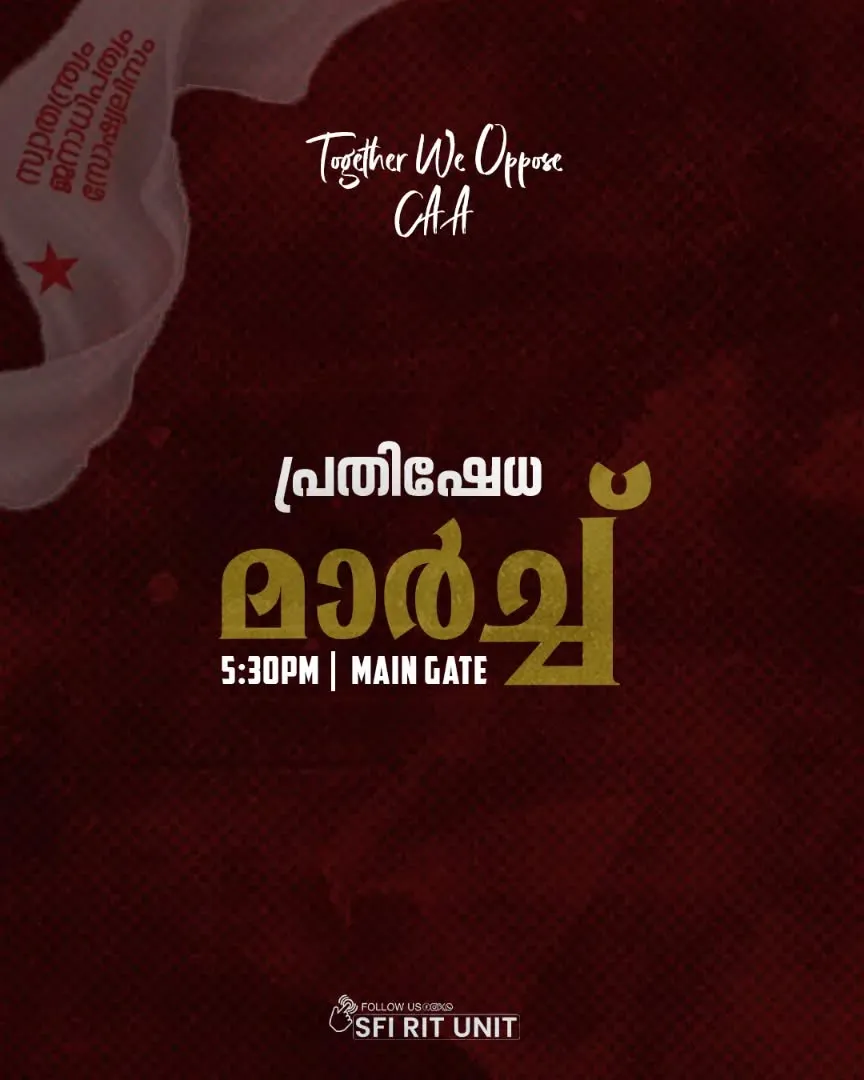 സ്വാതന്ത്ര്യം
ജനാധിപത്യം
സോഷ്യലിസം
Together We Oppose
CAA
പ്രതിഷേധ
മാർച്ച്
5:30PM | MAIN GATE
FOLLOW US
SFI RIT UNIT